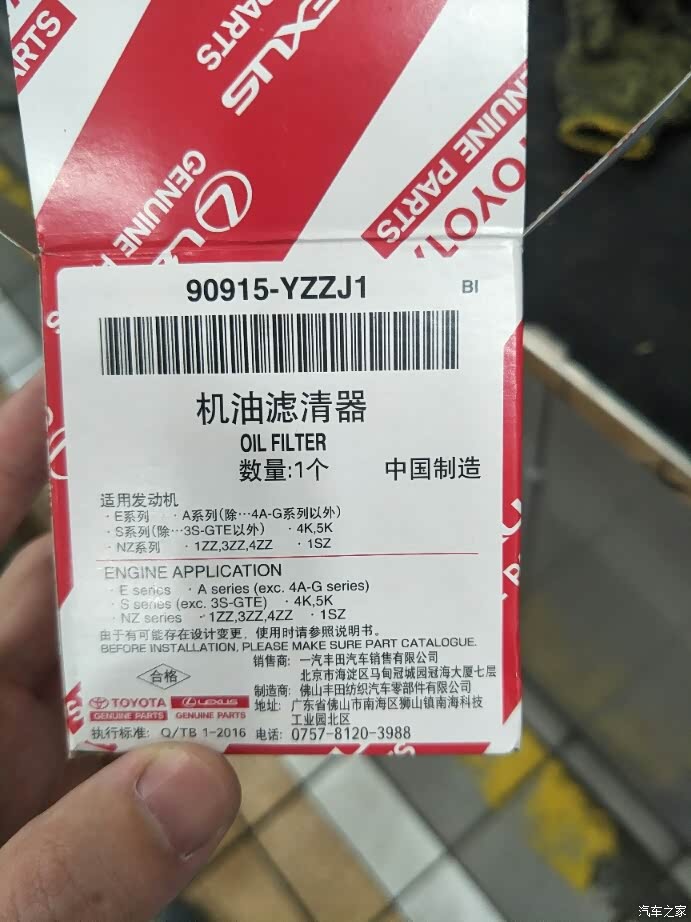 PARTS
PARTS
LEXUS
GENUINE PARTS
TOYOTA
GENUINE
90915-YZZJ1
BI
机油滤清器
OIL FILTER
数量:1个 中国制造
适用发动机
·E系列 ·A系列(除…4A-G系列以外)
·S系列(除…3S-GTE以外) ·4K,5K
·NZ系列 ·1ZZ,3ZZ,4ZZ ·1SZ
ENGINE APPLICATION
·E series ·A series (exc. 4A-G series)
·S series (exc. 3S-GTE) ·4K,5K
·NZ series ·1ZZ,3ZZ,4ZZ ·1SZ
由于有可能存在设计变更，使用时请参照说明书。
BEFORE INSTALLATION, PLEASE MAKE SURE PART CATALOGUE.
合格
销售商: 一汽丰田汽车销售有限公司
北京市海淀区马甸冠城园冠海大厦七层
制造商: 佛山丰田纺织汽车零部件有限公司
地址: 广东省佛山市南海区狮山镇南海科技
工业园北区
TOYOTA LEXUS
GENUINE PARTS GENUINE PARTS
执行标准: Q/TB 1-2016 电话: 0757-8120-3988
汽车之家